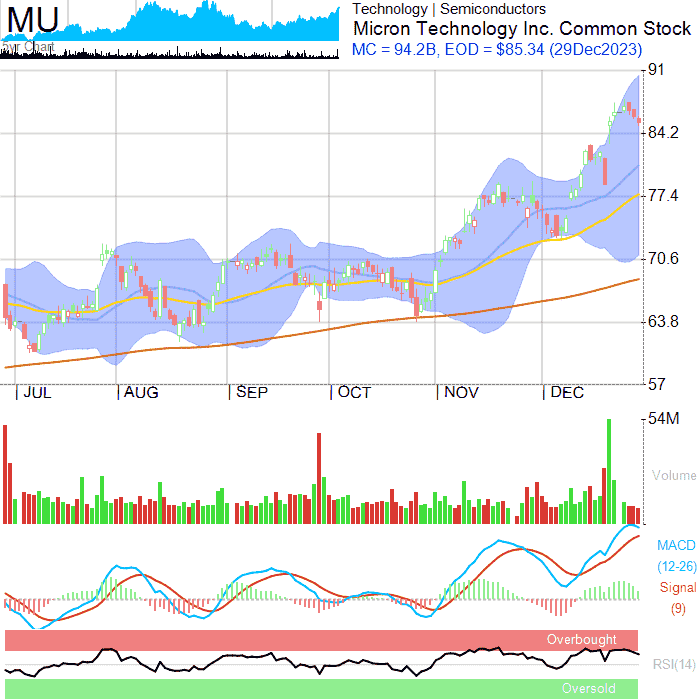 MU
5yr Chart
Technology | Semiconductors
Micron Technology Inc. Common Stock
MC = 94.2B, EOD = $85.34 (29Dec2023)
91
84.2
77.4
70.6
63.8
57
JUL AUG SEP OCT NOV DEC
54M
Volume
MACD
(12-26)
Signal
(9)
Overbought
RSI(14)
Oversold